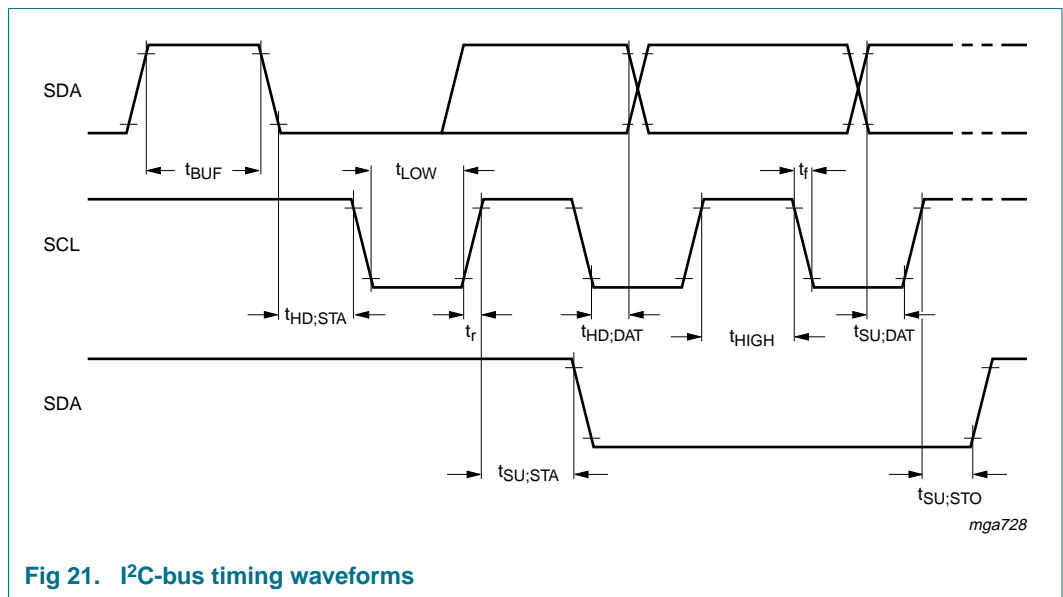 SDA
tBUF
tLOW
tf
SCL
tHD;STA
tr
tHD;DAT
tHIGH
tSU;DAT
SDA
tSU;STA
tSU;STO
mga728
Fig 21. I²C-bus timing waveforms